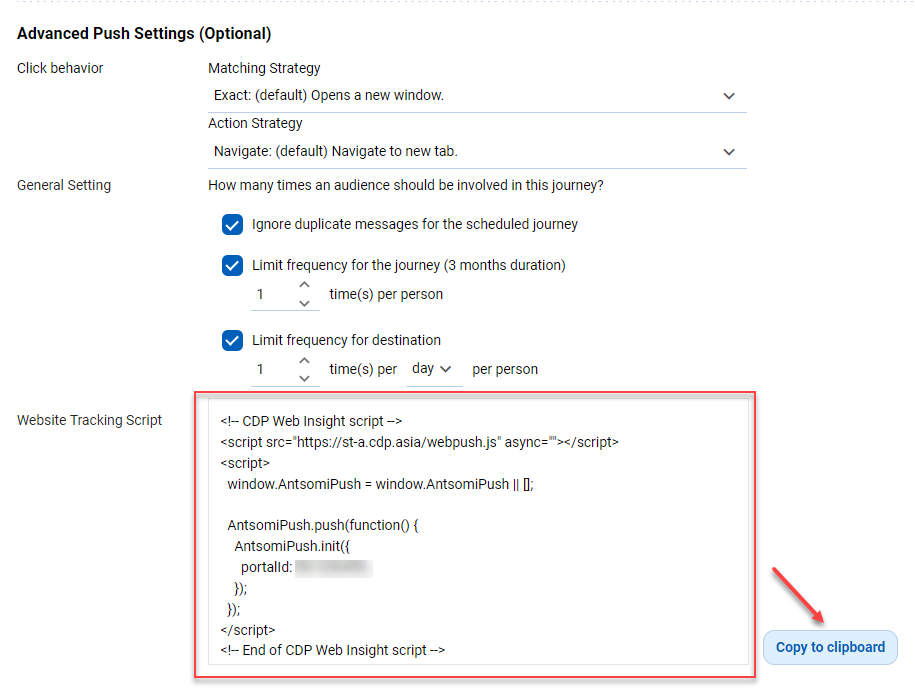 Advanced Push Settings (Optional)
Click behavior
Matching Strategy
Exact: (default) Opens a new window.
Action Strategy
Navigate: (default) Navigate to new tab.
General Setting
How many times an audience should be involved in this journey?
Ignore duplicate messages for the scheduled journey
Limit frequency for the journey (3 months duration)
1 time(s) per person
Limit frequency for destination
1 time(s) per day per person
Website Tracking Script
<!-- CDP Web Insight script -->
<script src="https://st-a.cdp.asia/webpush.js" async=""></script>
<script>
window.AntsomiPush = window.AntsomiPush || [];
AntsomiPush.push(function() {
AntsomiPush.init({
portalId:
});
});
</script>
<!-- End of CDP Web Insight script -->
Copy to clipboard